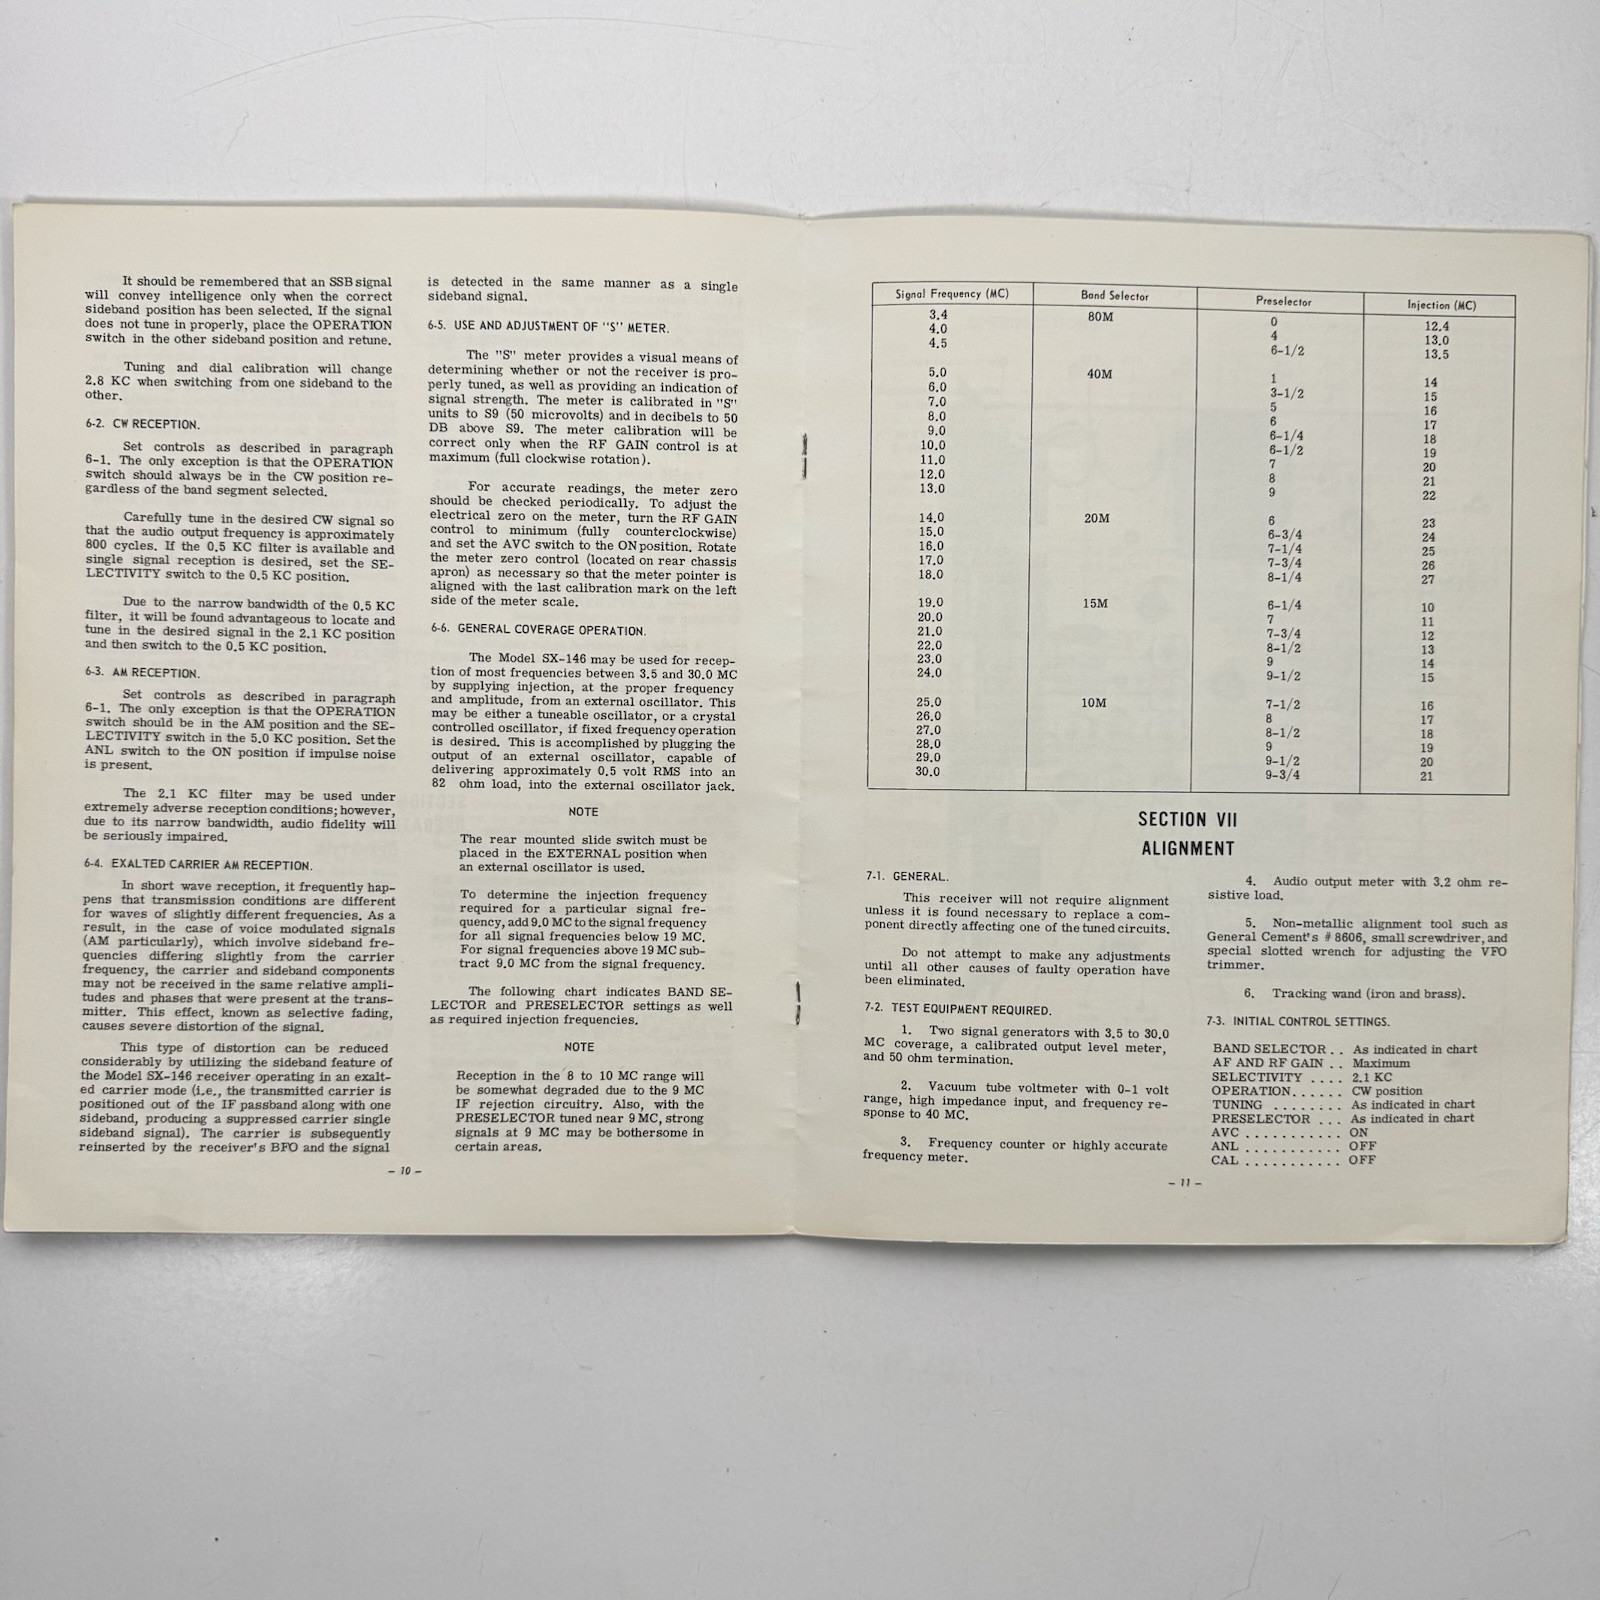 It should be remembered that an SSB signal
will convey intelligence only when the correct
sideband position has been selected. If the signal
does not tune in properly, place the OPERATION
switch in the other sideband position and retune.
Tuning and dial calibration will change
2.8 KC when switching from one sideband to the
other.
6-2. CW RECEPTION.
Set controls as described in paragraph
6-1. The only exception is that the OPERATION
switch should always be in the CW position re-
gardless of the band segment selected.
Carefully tune in the desired CW signal so
that the audio output frequency is approximately
800 cycles. If the 0.5 KC filter is available and
single signal reception is desired, set the SE-
LECTIVITY switch to the 0.5 KC position.
Due to the narrow bandwidth of the 0.5 KC
filter, it will be found advantageous to locate and
tune in the desired signal in the 2.1 KC position
and then switch to the 0.5 KC position.
6-3. AM RECEPTION.
Set controls as described in paragraph
6-1. The only exception is that the OPERATION
switch should be in the AM position and the SE-
LECTIVITY switch in the 5.0 KC position. Set the
ANL switch to the ON position if impulse noise
is present.
The 2.1 KC filter may be used under
extremely adverse reception conditions; however,
due to its narrow bandwidth, audio fidelity will
be seriously impaired.
6-4. EXALTED CARRIER AM RECEPTION.
In short wave reception, it frequently hap-
pens that transmission conditions are different
for waves of slightly different frequencies. As a
result, in the case of voice modulated signals
(AM particularly), which involve sideband fre-
quencies differing slightly from the carrier
frequency, the carrier and sideband components
may not be received in the same relative ampli-
tudes and phases that were present at the trans-
mitter. This effect, known as selective fading,
causes severe distortion of the signal.
This type of distortion can be reduced
considerably by utilizing the sideband feature of
the Model SX-146 receiver operating in an exalt-
ed carrier mode (i.e., the transmitted carrier is
positioned out of the IF passband along with one
sideband, producing a suppressed carrier single
sideband signal). The carrier is subsequently
reinserted by the receiver's BFO and the signal
is detected in the same manner as a single
sideband signal.
6-5. USE AND ADJUSTMENT OF "S" METER.
The "S" meter provides a visual means of
determining whether or not the receiver is pro-
perly tuned, as well as providing an indication of
signal strength. The meter is calibrated in "S"
units to S9 (50 microvolts) and in decibels to 50
DB above S9. The meter calibration will be
correct only when the RF GAIN control is at
maximum (full clockwise rotation).
For accurate readings, the meter zero
should be checked periodically. To adjust the
electrical zero on the meter, turn the RF GAIN
control to minimum (fully counterclockwise)
and set the AVC switch to the ON position. Rotate
the meter zero control (located on rear chassis
apron) as necessary so that the meter pointer is
aligned with the last calibration mark on the left
side of the meter scale.
6-6. GENERAL COVERAGE OPERATION.
The Model SX-146 may be used for recep-
tion of most frequencies between 3.5 and 30.0 MC
by supplying injection, at the proper frequency
and amplitude, from an external oscillator. This
may be either a tuneable oscillator, or a crystal
controlled oscillator, if fixed frequency operation
is desired. This is accomplished by plugging the
output of an external oscillator, capable of
delivering approximately 0.5 volt RMS into an
82 ohm load, into the external oscillator jack.
NOTE
The rear mounted slide switch must be
placed in the EXTERNAL position when
an external oscillator is used.
To determine the injection frequency
required for a particular signal fre-
quency, add 9.0 MC to the signal frequency
for all signal frequencies below 19 MC.
For signal frequencies above 19 MC sub-
tract 9.0 MC from the signal frequency.
The following chart indicates BAND SE-
LECTOR and PRESELECTOR settings as well
as required injection frequencies.
NOTE
Reception in the 8 to 10 MC range will
be somewhat degraded due to the 9 MC
IF rejection circuitry. Also, with the
PRESELECTOR tuned near 9 MC, strong
signals at 9 MC may be bothersome in
certain areas.
- 10 -
Signal Frequency (MC) Band Selector Preselector Injection (MC)
3.4 80M 0 12.4
4.0 4 13.0
4.5 6-1/2 13.5
5.0 40M 1 14
6.0 3-1/2 15
7.0 5 16
8.0 6 17
9.0 6-1/4 18
10.0 6-1/2 19
11.0 7 20
12.0 8 21
13.0 9 22
14.0 20M 6 23
15.0 6-3/4 24
16.0 7-1/4 25
17.0 7-3/4 26
18.0 8-1/4 27
19.0 15M 6-1/4 10
20.0 7 11
21.0 7-3/4 12
22.0 8-1/2 13
23.0 9 14
24.0 9-1/2 15
25.0 10M 7-1/2 16
26.0 8 17
27.0 8-1/2 18
28.0 9 19
29.0 9-1/2 20
30.0 9-3/4 21
SECTION VII
ALIGNMENT
7-1. GENERAL.
This receiver will not require alignment
unless it is found necessary to replace a com-
ponent directly affecting one of the tuned circuits.
Do not attempt to make any adjustments
until all other causes of faulty operation have
been eliminated.
7-2. TEST EQUIPMENT REQUIRED.
1. Two signal generators with 3.5 to 30.0
MC coverage, a calibrated output level meter,
and 50 ohm termination.
2. Vacuum tube voltmeter with 0-1 volt
range, high impedance input, and frequency re-
sponse to 40 MC.
3. Frequency counter or highly accurate
frequency meter.
4. Audio output meter with 3.2 ohm re-
sistive load.
5. Non-metallic alignment tool such as
General Cement's # 8606, small screwdriver, and
special slotted wrench for adjusting the VFO
trimmer.
6. Tracking wand (iron and brass).
7-3. INITIAL CONTROL SETTINGS.
BAND SELECTOR . . As indicated in chart
AF AND RF GAIN . . Maximum
SELECTIVITY . . . . 2.1 KC
OPERATION. . . . . . CW position
TUNING . . . . . . . . As indicated in chart
PRESELECTOR . . . As indicated in chart
AVC . . . . . . . . . . . ON
ANL . . . . . . . . . . . OFF
CAL . . . . . . . . . . . OFF
- 11 -